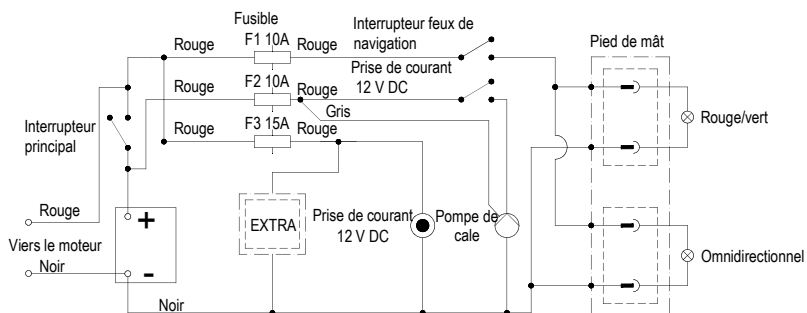 Fusible
Interrupteur feux de
navigation
Rouge
F1 10A
Rouge
Pied de mât
Prise de courant
12 V DC
Rouge
F2 10A
Rouge
Gris
Rouge/vert
Interrupteur
principal
Rouge
F3 15A
Rouge
Rouge
+
EXTRA
Prise de courant
12 V DC
Pompe de
cale
Viers le moteur
Noir
-
Omnidirectionnel
Noir